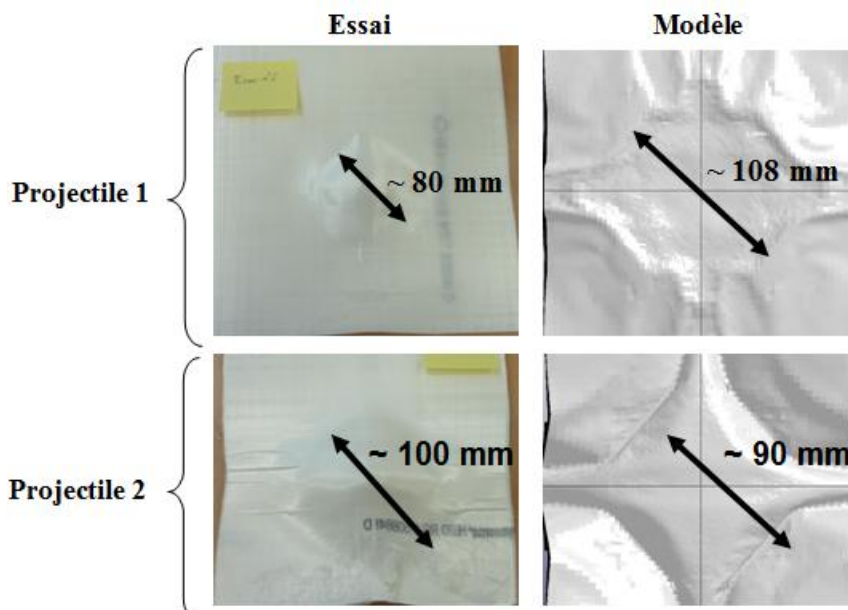 Essai
Modèle
Projectile 1
~ 80 mm
~ 108 mm
Projectile 2
~ 100 mm
~ 90 mm